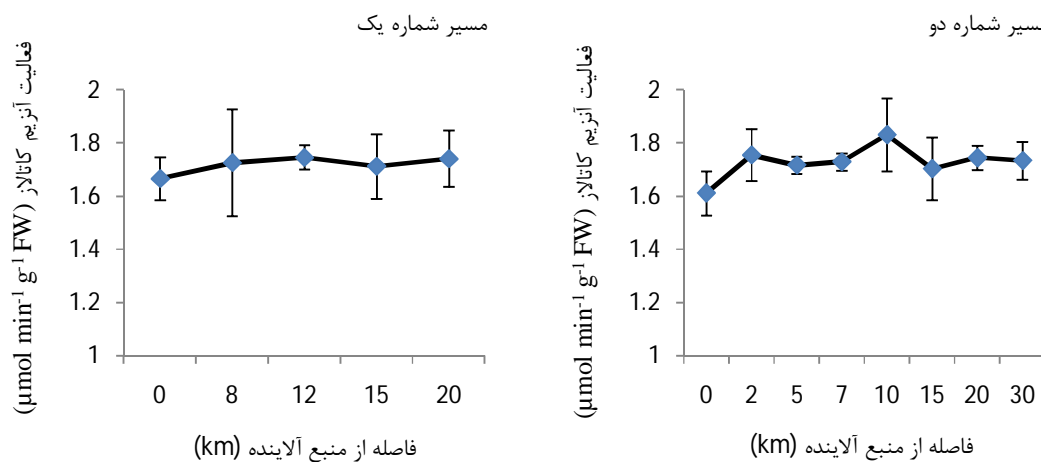 مسیر شماره یک
فعالیت آنزیم کاتالاز (µmol min-1 g-1 FW)
2
1.8
1.6
1.4
1.2
1
0 8 12 15 20
فاصله از منبع آلاینده (km)
مسیر شماره دو
فعالیت آنزیم کاتالاز (µmol min-1 g-1 FW)
2
1.8
1.6
1.4
1.2
1
0 2 5 7 10 15 20 30
فاصله از منبع آلاینده (km)